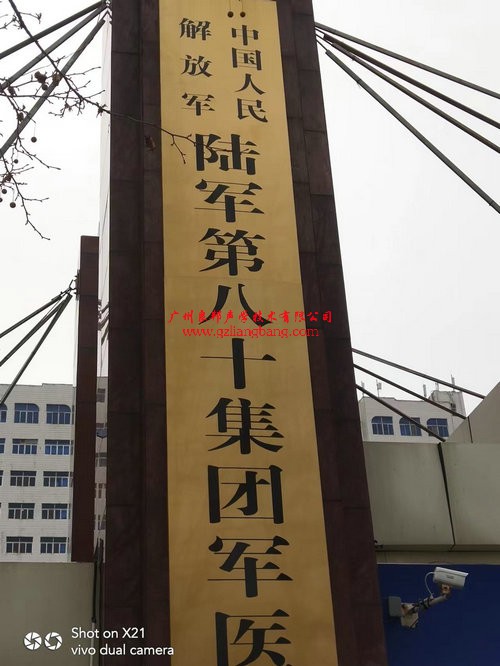 中国人民
解放军
陆军第八十集团军医
广州良邦声学技术有限公司
www.gzliangbang.com
Shot on X21
vivo dual camera